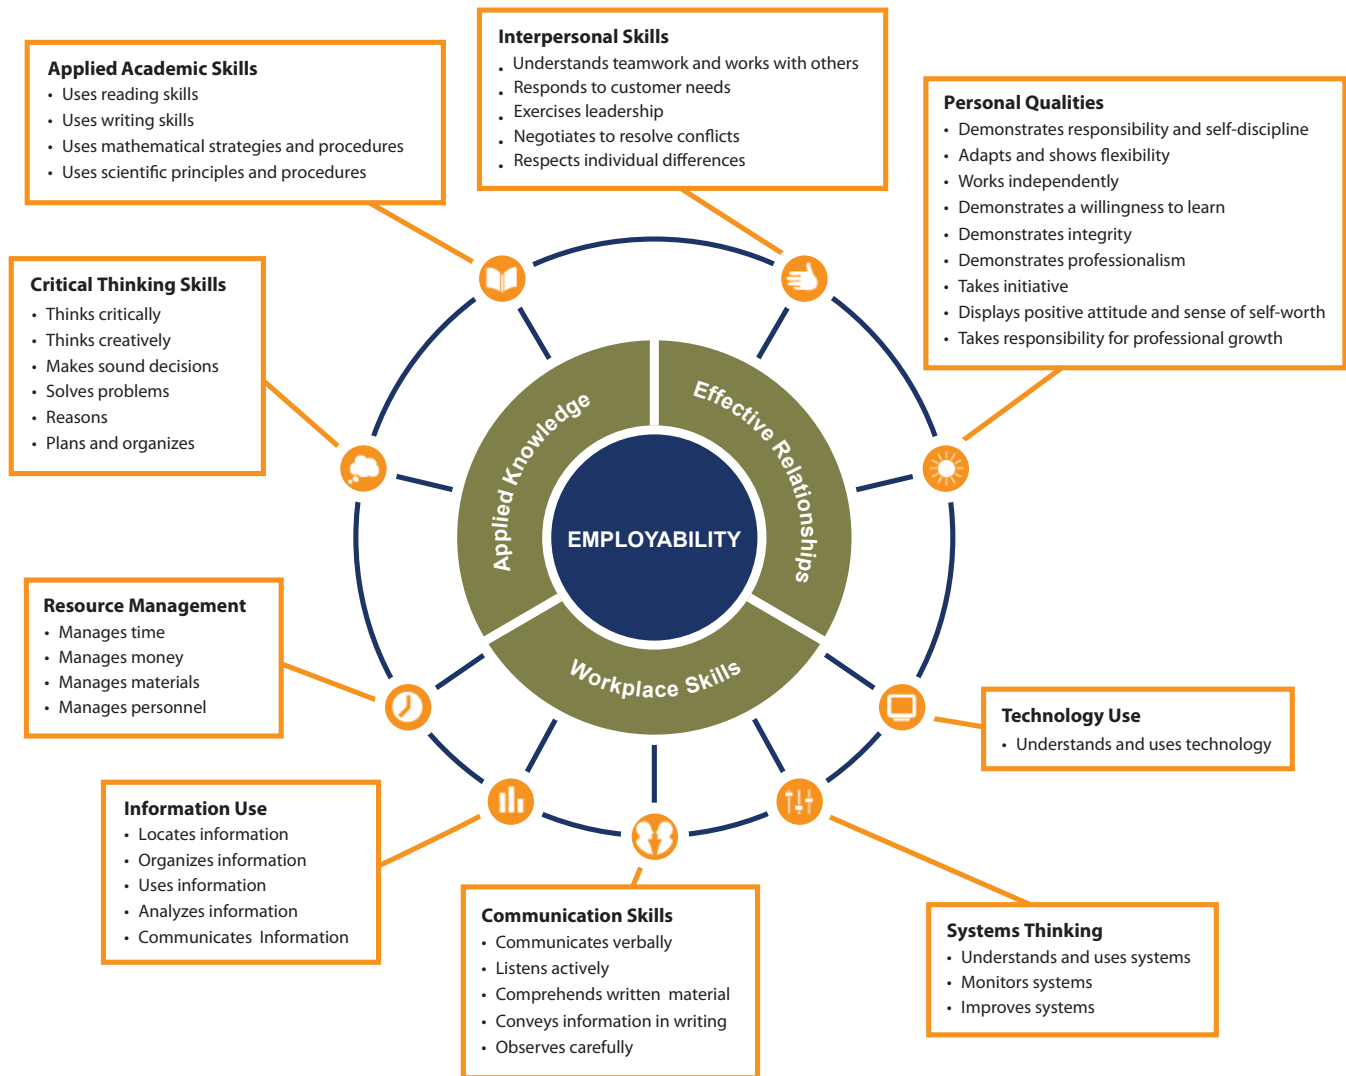 Applied Academic Skills
• Uses reading skills
• Uses writing skills
• Uses mathematical strategies and procedures
• Uses scientific principles and procedures
Interpersonal Skills
• Understands teamwork and works with others
• Responds to customer needs
• Exercises leadership
• Negotiates to resolve conflicts
• Respects individual differences
Personal Qualities
• Demonstrates responsibility and self-discipline
• Adapts and shows flexibility
• Works independently
• Demonstrates a willingness to learn
• Demonstrates integrity
• Demonstrates professionalism
• Takes initiative
• Displays positive attitude and sense of self-worth
• Takes responsibility for professional growth
Critical Thinking Skills
• Thinks critically
• Thinks creatively
• Makes sound decisions
• Solves problems
• Reasons
• Plans and organizes
Applied Knowledge
Effective Relationships
EMPLOYABILITY
Workplace Skills
Resource Management
• Manages time
• Manages money
• Manages materials
• Manages personnel
Technology Use
• Understands and uses technology
Information Use
• Locates information
• Organizes information
• Uses information
• Analyzes information
• Communicates Information
Communication Skills
• Communicates verbally
• Listens actively
• Comprehends written material
• Conveys information in writing
• Observes carefully
Systems Thinking
• Understands and uses systems
• Monitors systems
• Improves systems